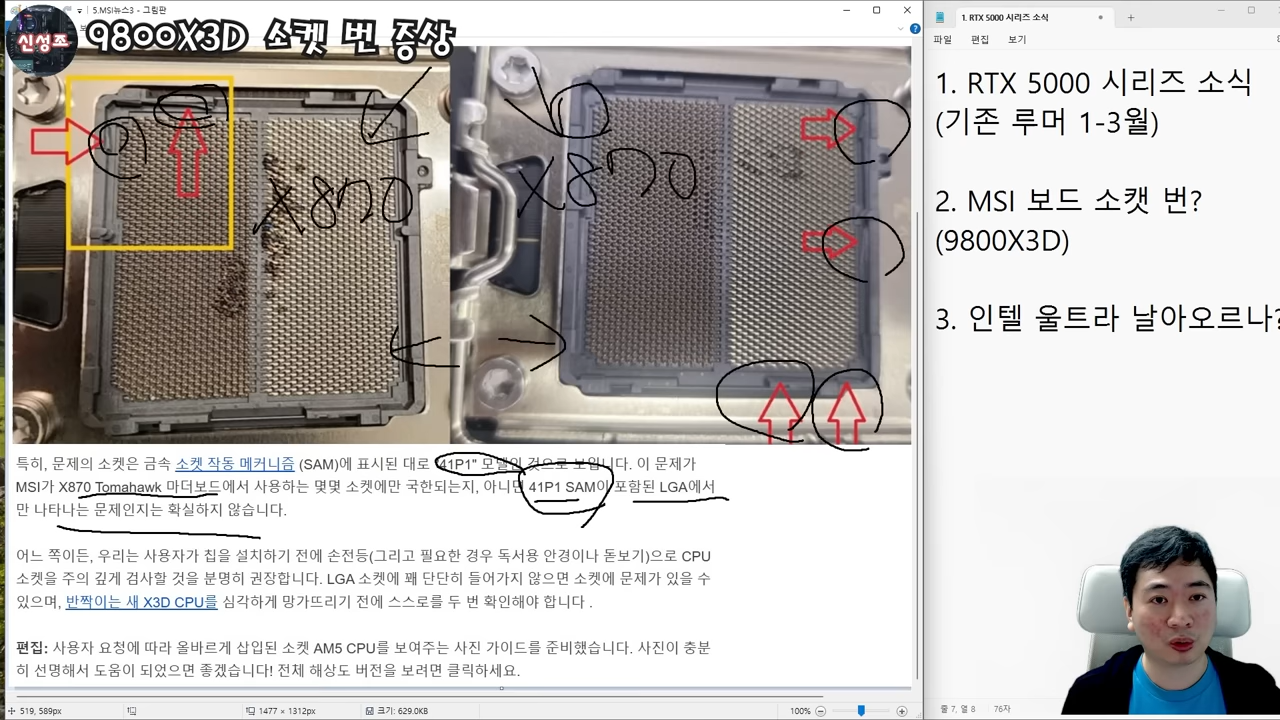 5.MSI뉴스3 - 그림판
신성조
9800X3D 소켓 번 증상
X870
X870
특히, 문제의 소켓은 금속 소켓 작동 메커니즘 (SAM)에 표시된 대로 "41P1" 모델인 것으로 보입니다. 이 문제가
MSI가 X870 Tomahawk 마더보드에서 사용하는 몇몇 소켓에만 국한되는지, 아니면 41P1 SAM이 포함된 LGA에서
만 나타나는 문제인지는 확실하지 않습니다.
어느 쪽이든, 우리는 사용자가 칩을 설치하기 전에 손전등(그리고 필요한 경우 독서용 안경이나 돋보기)으로 CPU
소켓을 주의 깊게 검사할 것을 분명히 권장합니다. LGA 소켓에 꽤 단단히 들어가지 않으면 소켓에 문제가 있을 수
있으며, 반짝이는 새 X3D CPU를 심각하게 망가뜨리기 전에 스스로를 두 번 확인해야 합니다 .
편집: 사용자 요청에 따라 올바르게 삽입된 소켓 AM5 CPU를 보여주는 사진 가이드를 준비했습니다. 사진이 충분
히 선명해서 도움이 되었으면 좋겠습니다! 전체 해상도 버전을 보려면 클릭하세요.
519, 589px
1477 × 1312px
크기: 629.0KB
100%
1. RTX 5000 시리즈 소식
파일 편집 보기
1. RTX 5000 시리즈 소식
(기존 루머 1-3월)
2. MSI 보드 소캣 번?
(9800X3D)
3. 인텔 울트라 날아오르나?
줄 7, 열 8
76자